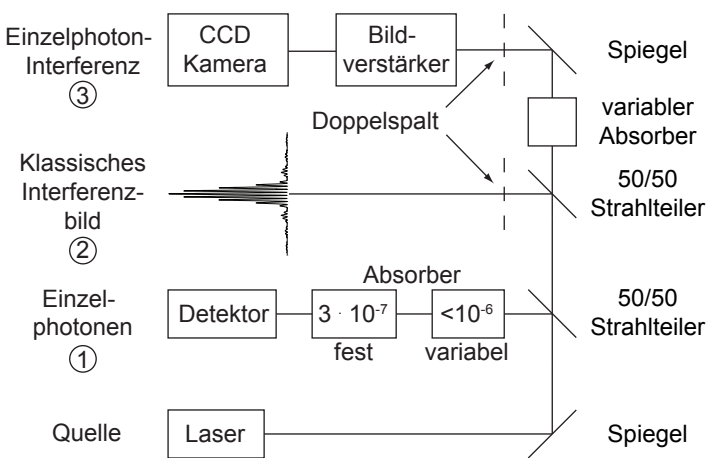 Einzelphoton-
Interferenz
③
CCD
Kamera
Bild-
verstärker
Spiegel
Doppelspalt
variabler
Absorber
Klassisches
Interferenz-
bild
②
50/50
Strahlteiler
Einzel-
photonen
①
Absorber
Detektor
3 · 10⁻⁷
<10⁻⁶
fest
variabel
50/50
Strahlteiler
Quelle
Laser
Spiegel